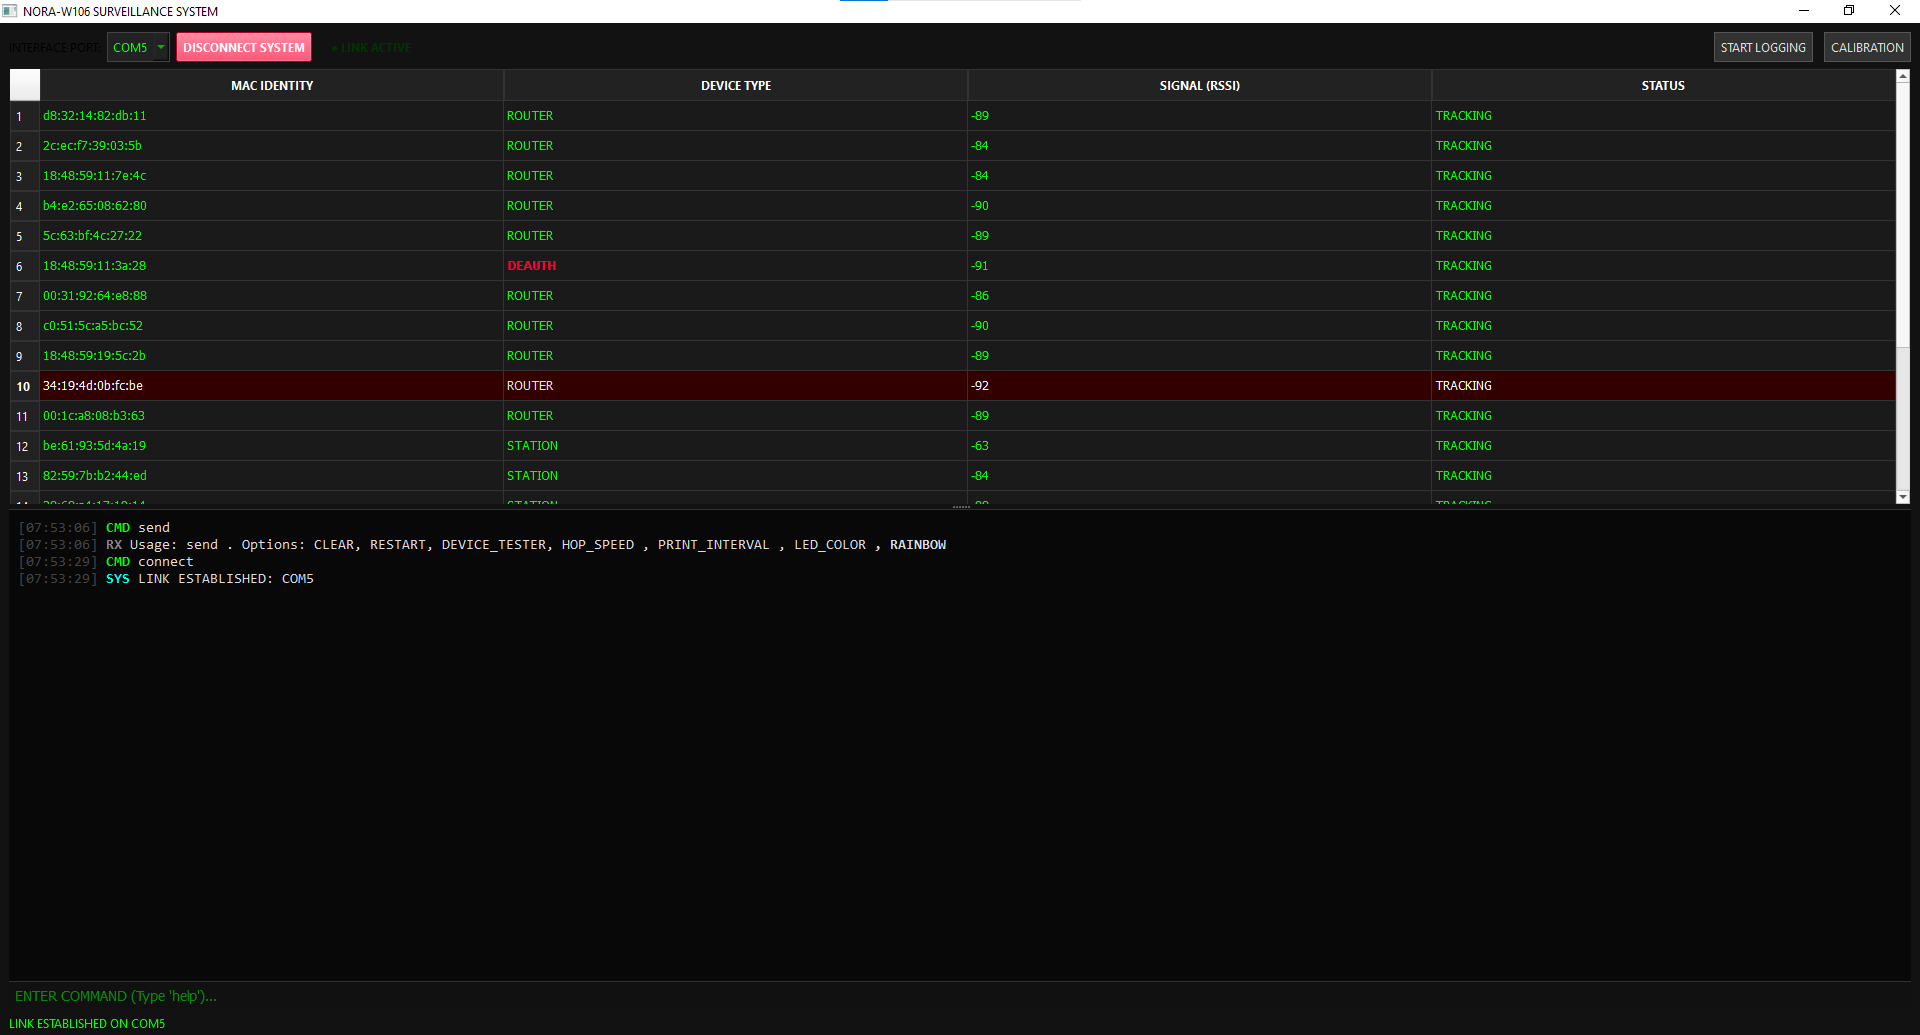 NORA-W106 SURVEILLANCE SYSTEM
INTERFACE PORT: COM5 DISCONNECT SYSTEM ● LINK ACTIVE START LOGGING CALIBRATION
MAC IDENTITY DEVICE TYPE SIGNAL (RSSI) STATUS
1 d8:32:14:82:db:11 ROUTER -89 TRACKING
2 2c:ec:f7:39:03:5b ROUTER -84 TRACKING
3 18:48:59:11:7e:4c ROUTER -84 TRACKING
4 b4:e2:65:08:62:80 ROUTER -90 TRACKING
5 5c:63:bf:4c:27:22 ROUTER -89 TRACKING
6 18:48:59:11:3a:28 DEAUTH -91 TRACKING
7 00:31:92:64:e8:88 ROUTER -86 TRACKING
8 c0:51:5c:a5:bc:52 ROUTER -90 TRACKING
9 18:48:59:19:5c:2b ROUTER -89 TRACKING
10 34:19:4d:0b:fc:be ROUTER -92 TRACKING
11 00:1c:a8:08:b3:63 ROUTER -89 TRACKING
12 be:61:93:5d:4a:19 STATION -63 TRACKING
13 82:59:7b:b2:44:ed STATION -84 TRACKING
STATION TRACKING
[07:53:06] CMD send
[07:53:06] RX Usage: send . Options: CLEAR, RESTART, DEVICE_TESTER, HOP_SPEED , PRINT_INTERVAL , LED_COLOR , RAINBOW
[07:53:29] CMD connect
[07:53:29] SYS LINK ESTABLISHED: COM5
ENTER COMMAND (Type 'help')...
LINK ESTABLISHED ON COM5